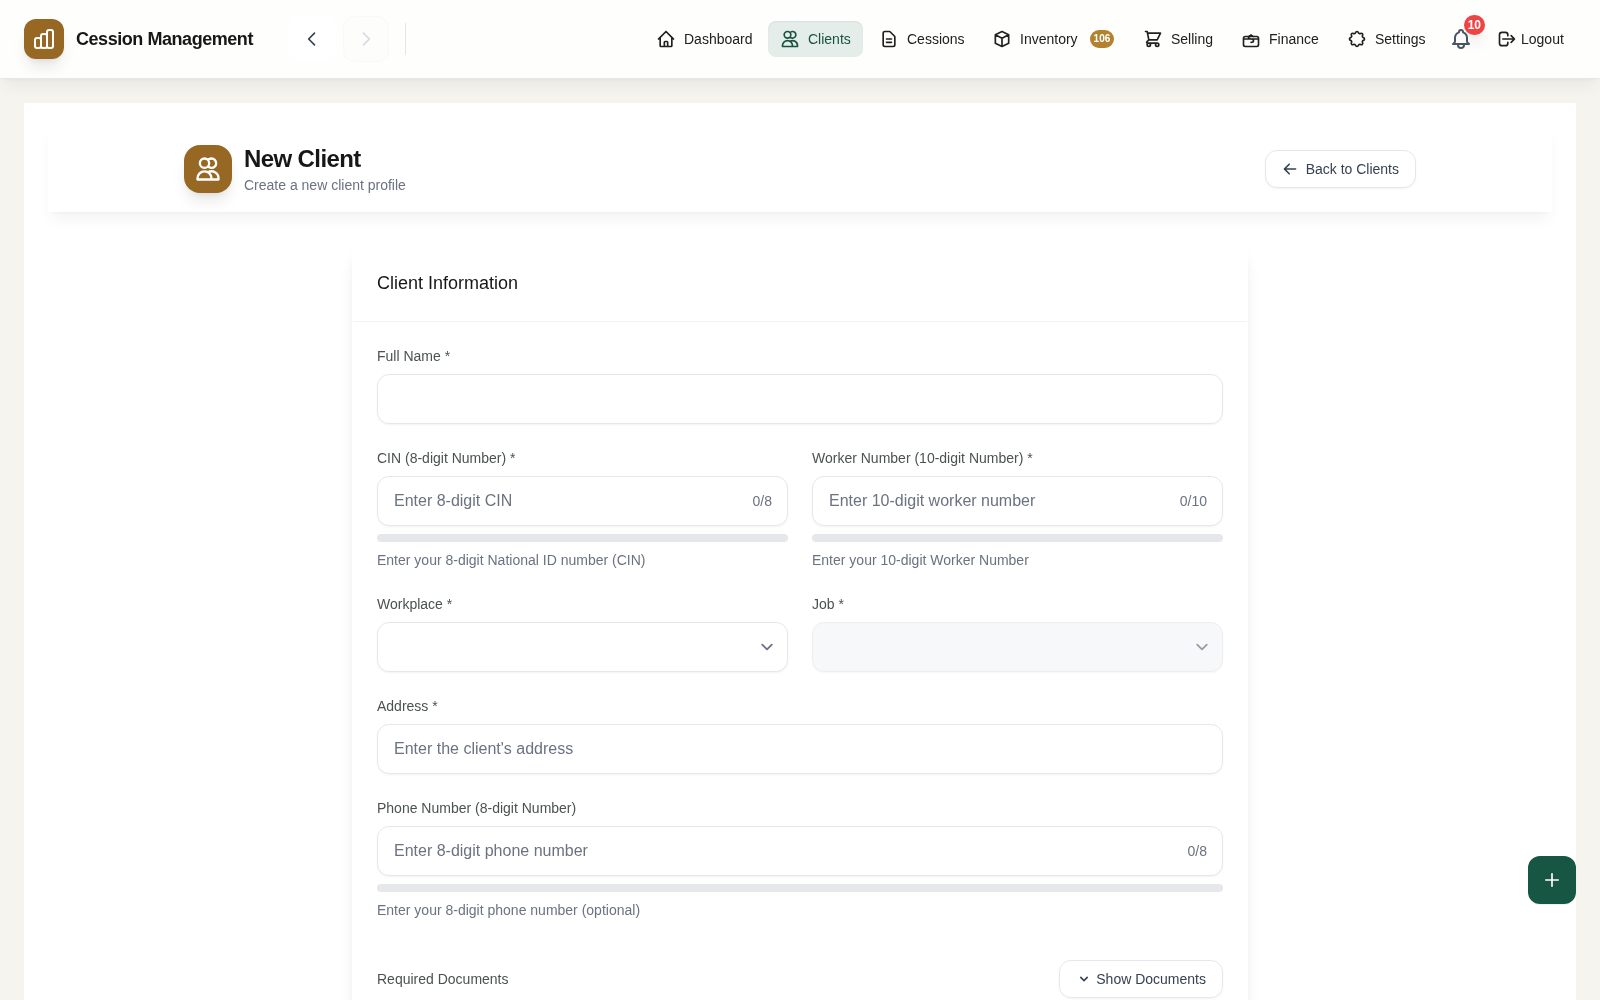 Cession Management
Dashboard
Clients
Cessions
Inventory 106
Selling
Finance
Settings
10
Logout
New Client
Create a new client profile
Back to Clients
Client Information
Full Name *
CIN (8-digit Number) *
Worker Number (10-digit Number) *
Enter 8-digit CIN 0/8
Enter 10-digit worker number 0/10
Enter your 8-digit National ID number (CIN)
Enter your 10-digit Worker Number
Workplace *
Job *
Address *
Enter the client's address
Phone Number (8-digit Number)
Enter 8-digit phone number 0/8
Enter your 8-digit phone number (optional)
Required Documents
Show Documents